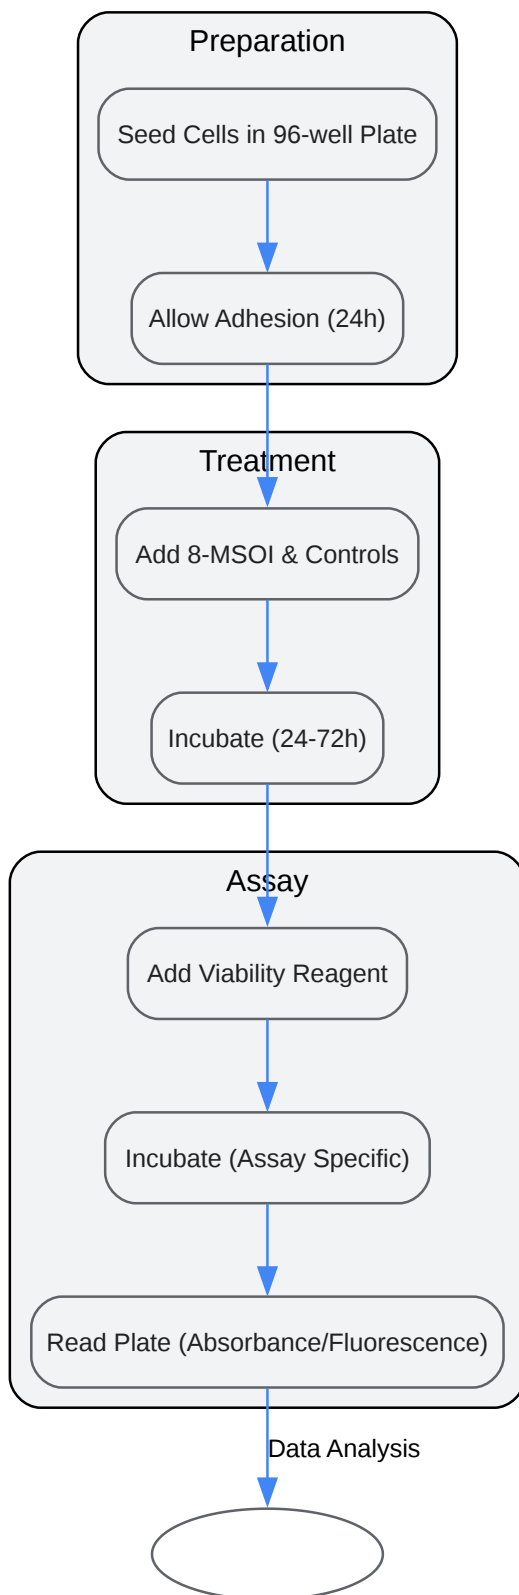 Preparation
Seed Cells in 96-well Plate
Allow Adhesion (24h)
Treatment
Add 8-MSOI & Controls
Incubate (24-72h)
Assay
Add Viability Reagent
Incubate (Assay Specific)
Read Plate (Absorbance/Fluorescence)
Data Analysis